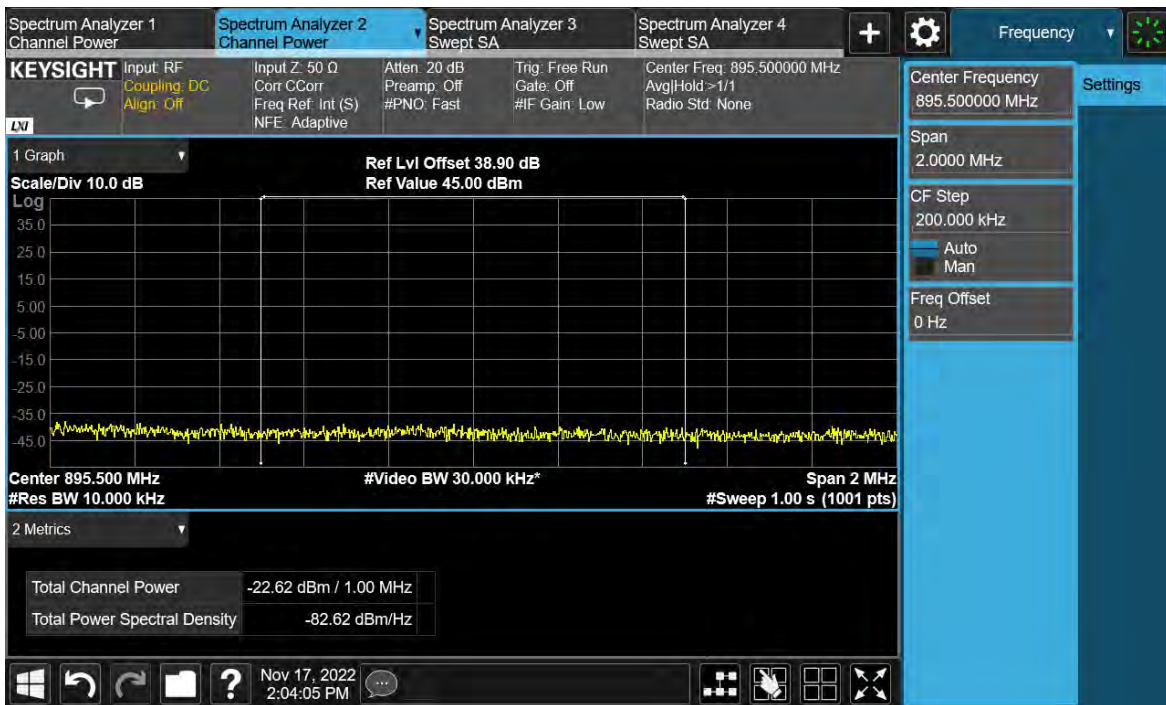 Spectrum Analyzer 1
Channel Power
Spectrum Analyzer 2
Channel Power
Spectrum Analyzer 3
Swept SA
Spectrum Analyzer 4
Swept SA
+
Frequency
KEYSIGHT
LXI
Input: RF
Coupling: DC
Align: Off
Input Z: 50 Ω
Corr CCorr
Freq Ref: Int (S)
NFE: Adaptive
Atten: 20 dB
Preamp: Off
#PNO: Fast
Trig: Free Run
Gate: Off
#IF Gain: Low
Center Freq: 895.500000 MHz
Avg|Hold:>1/1
Radio Std: None
Center Frequency
895.500000 MHz
Settings
Span
2.0000 MHz
CF Step
200.000 kHz
Auto
Man
Freq Offset
0 Hz
1 Graph
Scale/Div 10.0 dB
Ref Lvl Offset 38.90 dB
Ref Value 45.00 dBm
Log
35.0
25.0
15.0
5.00
-5.00
-15.0
-25.0
-35.0
-45.0
Center 895.500 MHz
#Video BW 30.000 kHz*
Span 2 MHz
#Res BW 10.000 kHz
#Sweep 1.00 s (1001 pts)
2 Metrics
Total Channel Power -22.62 dBm / 1.00 MHz
Total Power Spectral Density -82.62 dBm/Hz
?
Nov 17, 2022
2:04:05 PM